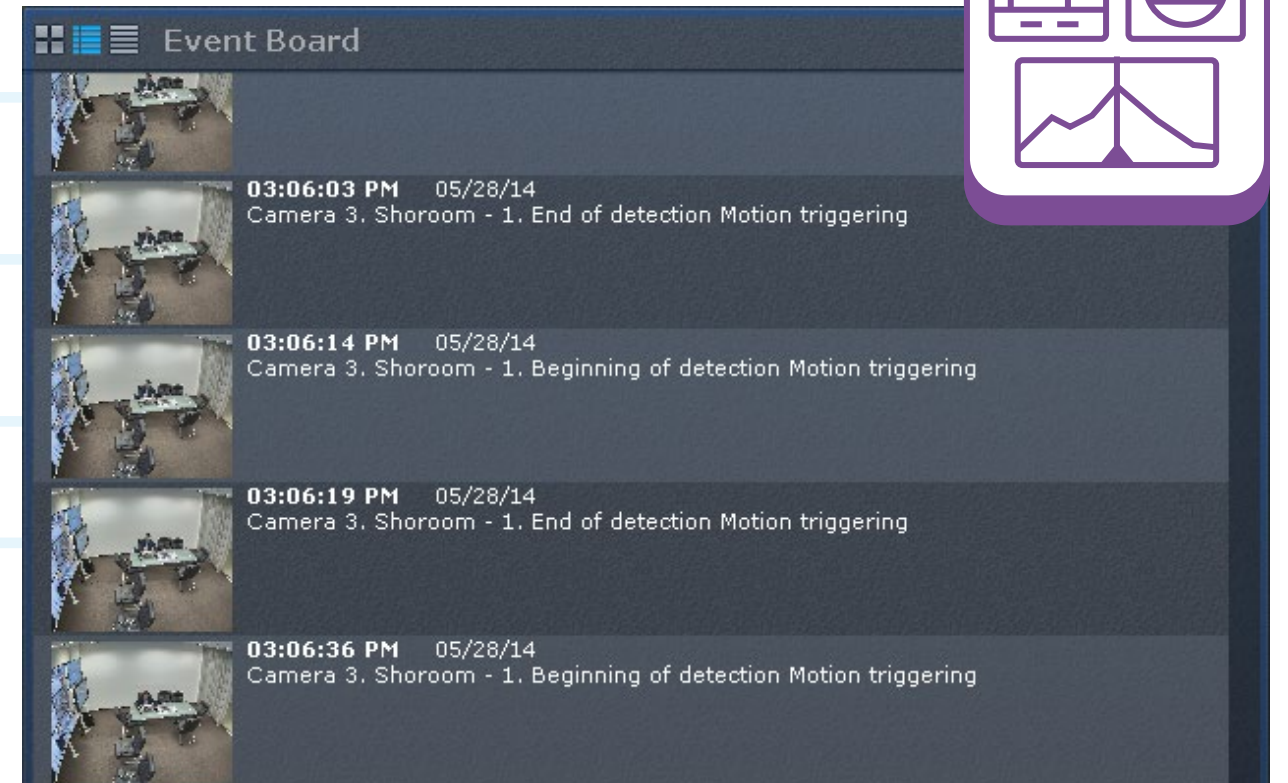 Event Board
03:06:03 PM 05/28/14
Camera 3. Shoroom - 1. End of detection Motion triggering
03:06:14 PM 05/28/14
Camera 3. Shoroom - 1. Beginning of detection Motion triggering
03:06:19 PM 05/28/14
Camera 3. Shoroom - 1. End of detection Motion triggering
03:06:36 PM 05/28/14
Camera 3. Shoroom - 1. Beginning of detection Motion triggering